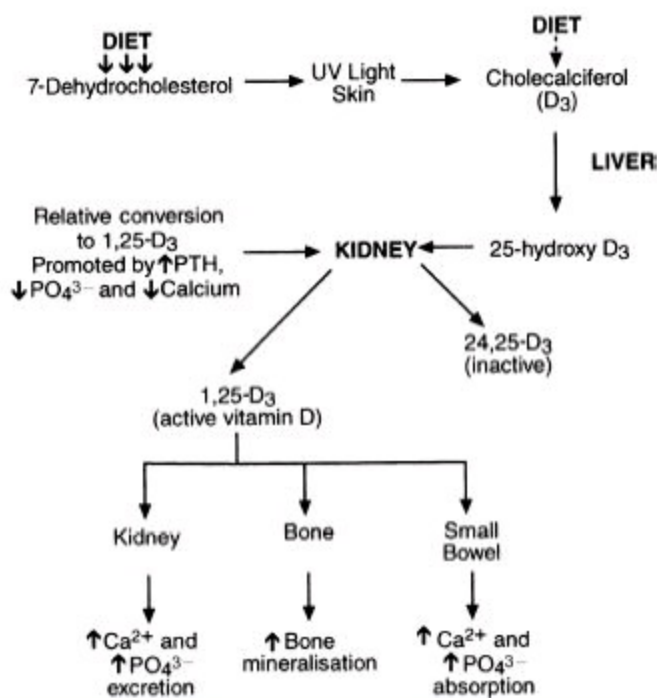 DIET
↓↓↓
7-Dehydrocholesterol
UV Light
Skin
DIET
Cholecalciferol
(D₃)
LIVER
Relative conversion
to 1,25-D₃
Promoted by ↑PTH,
↓PO₄³⁻ and ↓Calcium
KIDNEY
25-hydroxy D₃
24,25-D₃
(inactive)
1,25-D₃
(active vitamin D)
Kidney
Bone
Small
Bowel
↑Ca²⁺ and
↑PO₄³⁻
excretion
↑Bone
mineralisation
↑Ca²⁺ and
↑PO₄³⁻
absorption